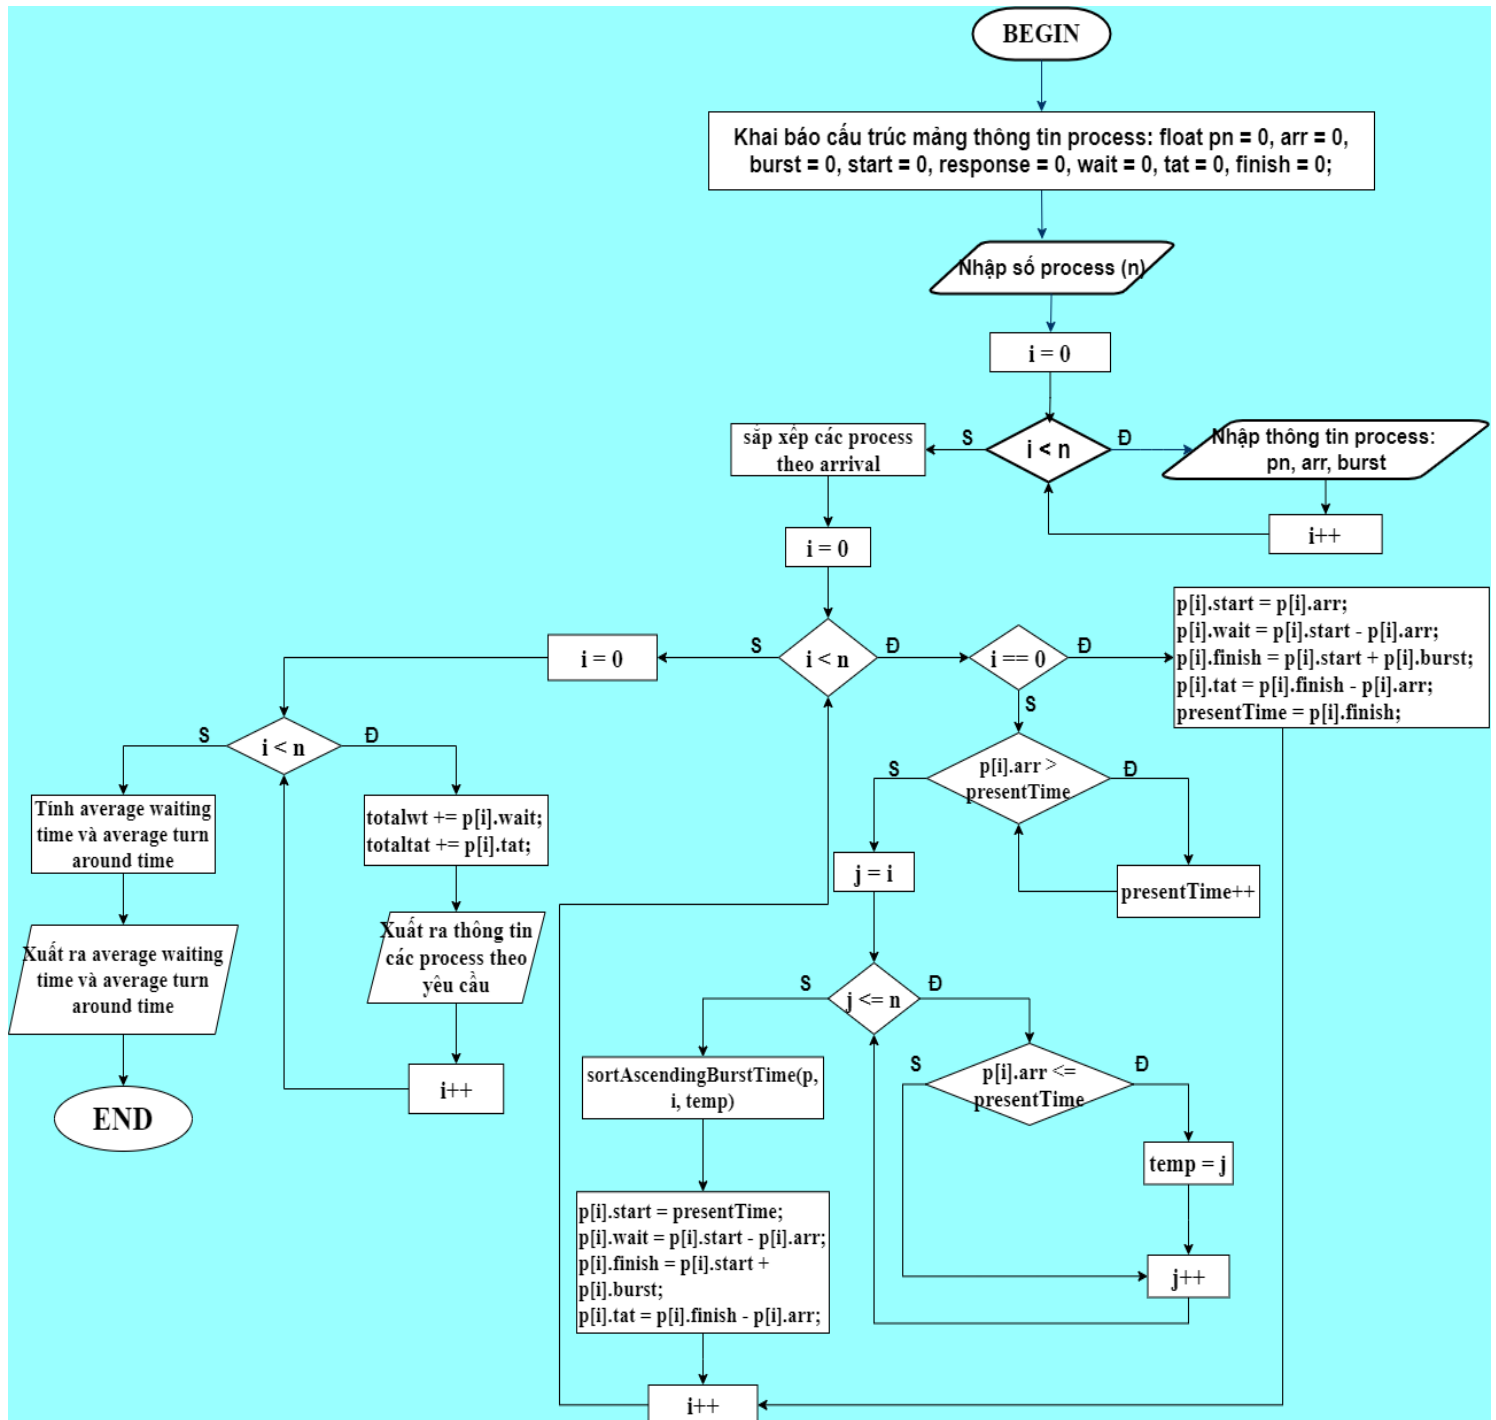 BEGIN
Khai báo cấu trúc mảng thông tin process: float pn = 0, arr = 0,
burst = 0, start = 0, response = 0, wait = 0, tat = 0, finish = 0;
Nhập số process (n)
i = 0
i < n
S
Đ
Nhập thông tin process:
pn, arr, burst
i++
sắp xếp các process
theo arrival
i = 0
i < n
S
Đ
i == 0
Đ
S
p[i].start = p[i].arr;
p[i].wait = p[i].start - p[i].arr;
p[i].finish = p[i].start + p[i].burst;
p[i].tat = p[i].finish - p[i].arr;
presentTime = p[i].finish;
p[i].arr >
presentTime
S
Đ
presentTime++
j = i
j <= n
S
Đ
p[i].arr <=
presentTime
S
Đ
temp = j
j++
sortAscendingBurstTime(p,
i, temp)
p[i].start = presentTime;
p[i].wait = p[i].start - p[i].arr;
p[i].finish = p[i].start +
p[i].burst;
p[i].tat = p[i].finish - p[i].arr;
i++
i = 0
i < n
S
Đ
totalwt += p[i].wait;
totaltat += p[i].tat;
Xuất ra thông tin
các process theo
yêu cầu
i++
Tính average waiting
time và average turn
around time
Xuất ra average waiting
time và average turn
around time
END